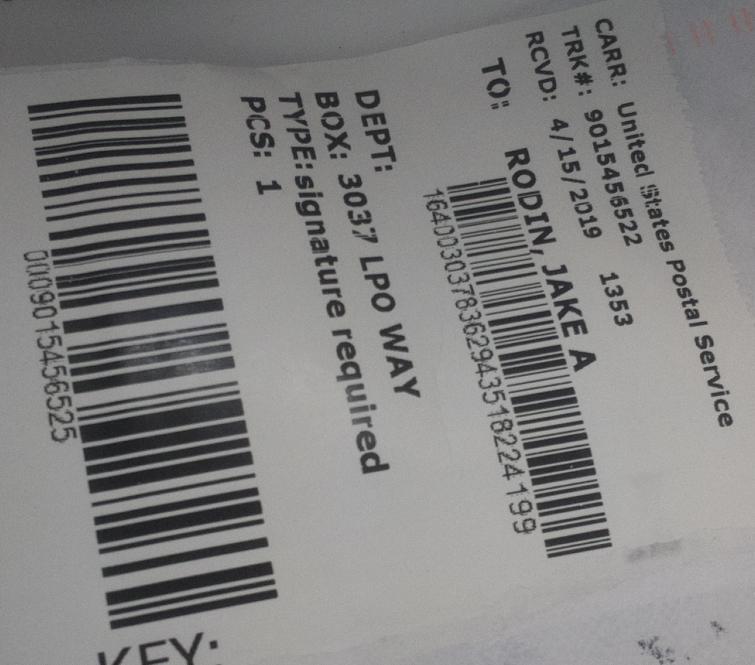 CARR: United States Postal Service
TRK#: 9015456522 1353
RCVD: 4/15/2019
TO: RODIN, JAKE A
1640030378362943518224199
DEPT:
BOX: 3037 LPO WAY
TYPE:signature required
PCS: 1
0009015456525
KEY: